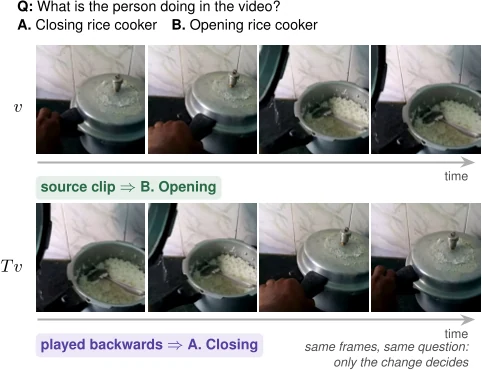 Q: What is the person doing in the video?
A. Closing rice cooker B. Opening rice cooker
v
time
source clip ⇒ B. Opening
Tv
time
played backwards ⇒ A. Closing
same frames, same question:
only the change decides